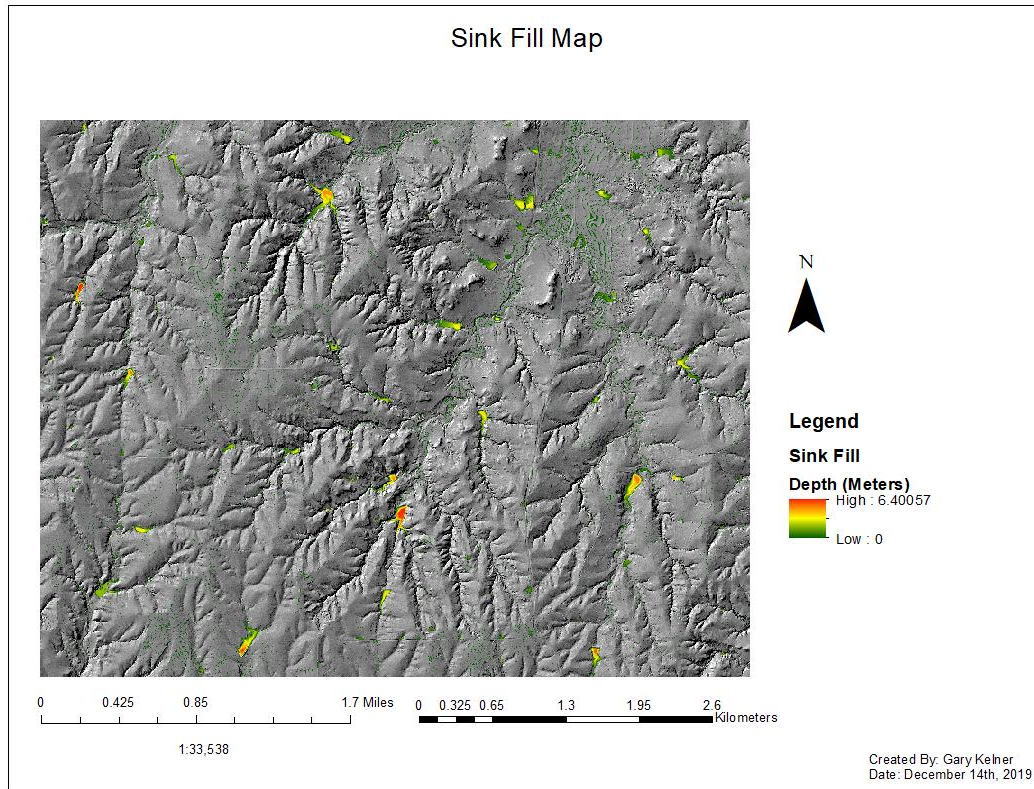 Sink Fill Map
N
Legend
Sink Fill
Depth (Meters)
High : 6.40057
Low : 0
0 0.425 0.85 1.7 Miles
0 0.325 0.65 1.3 1.95 2.6
Kilometers
1:33,538
Created By: Gary Kelner
Date: December 14th, 2019